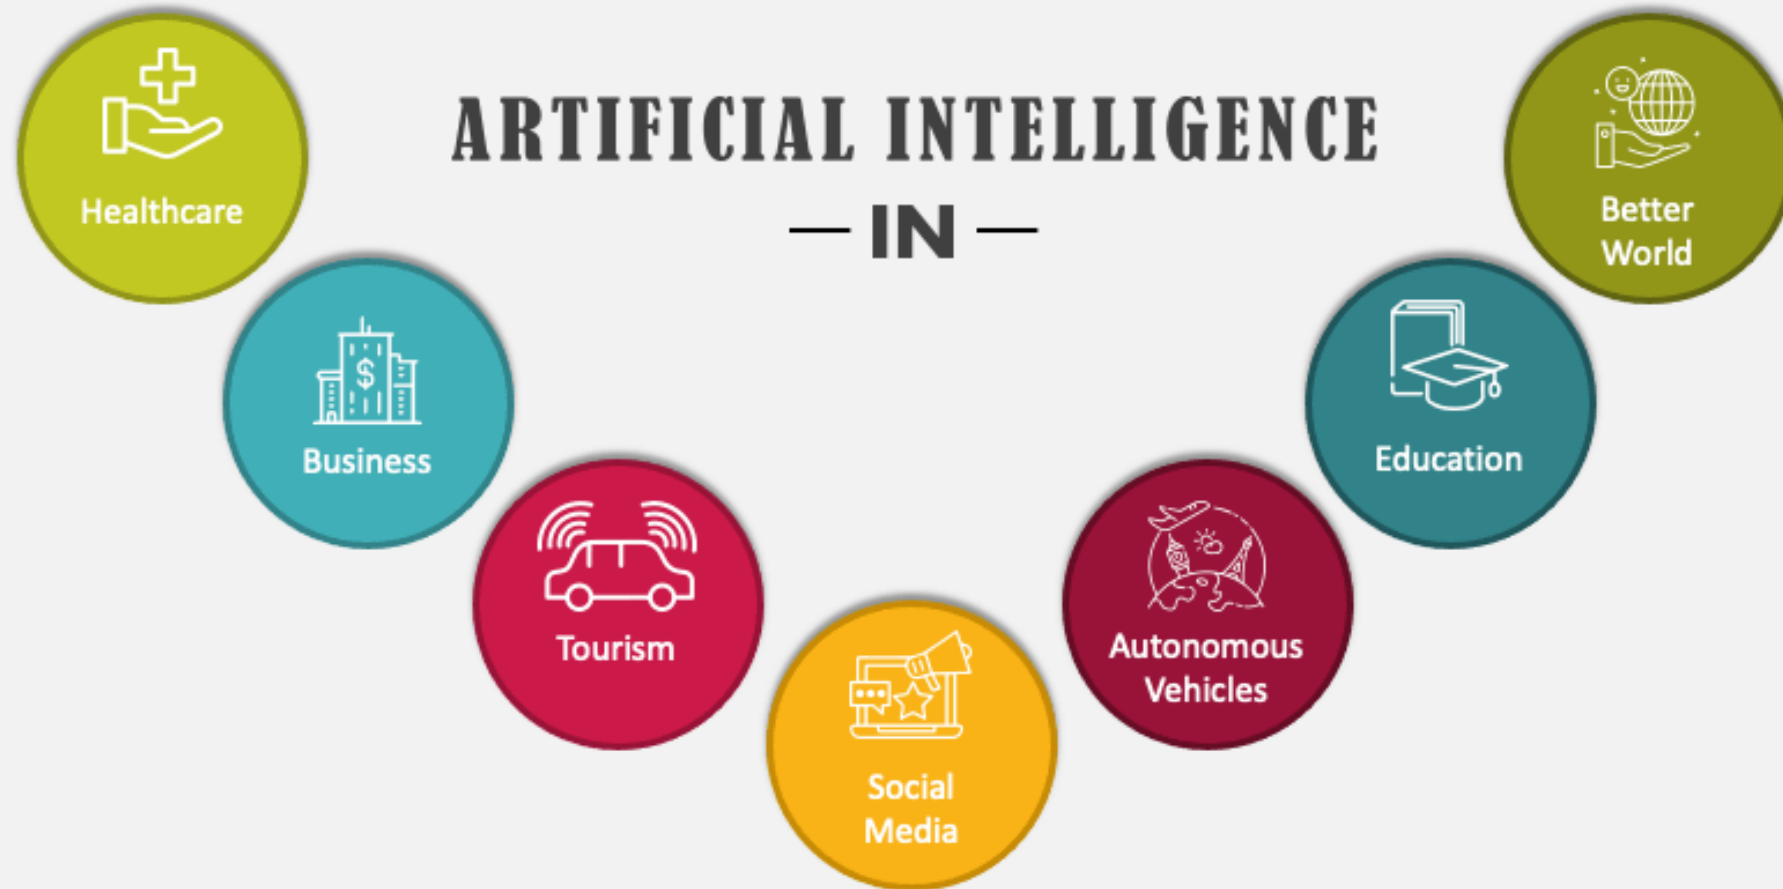 ARTIFICIAL INTELLIGENCE
IN
Healthcare
Business
$
Tourism
Social
Media
Autonomous
Vehicles
Education
Better
World